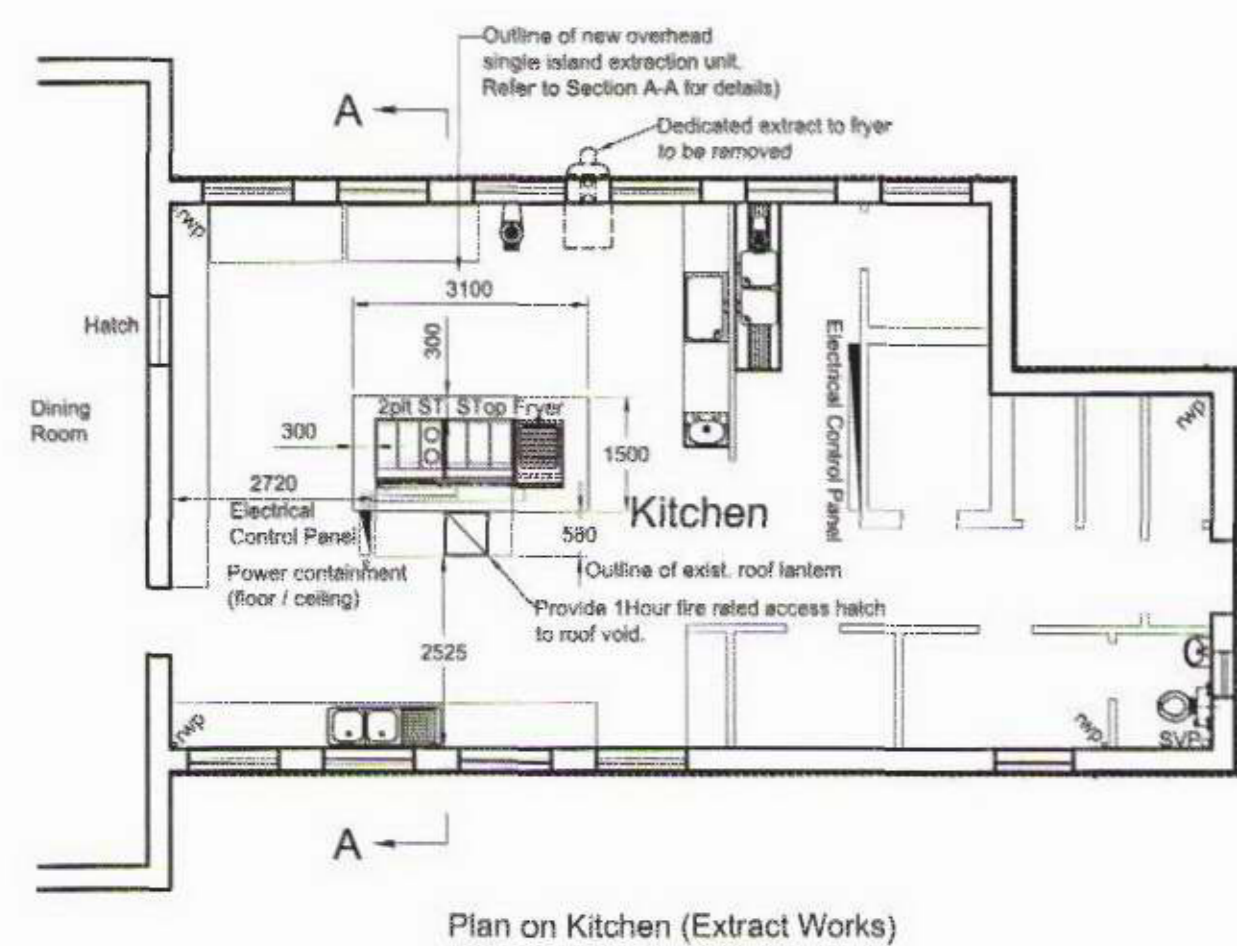 Outline of new overhead
single island extraction unit.
Refer to Section A-A for details)
A
Dedicated extract to fryer
to be removed
rwp
3100
Hatch
300
Electrical Control Panel
Dining
Room
2plt ST STop Fryer
rwp
300
1500
2720
Electrical
Control Panel
Kitchen
580
Power containment
(floor / ceiling)
Outline of exist. roof lantern
Provide 1Hour fire rated access hatch
to roof void.
2525
rwp
rwp
SVP
A
Plan on Kitchen (Extract Works)